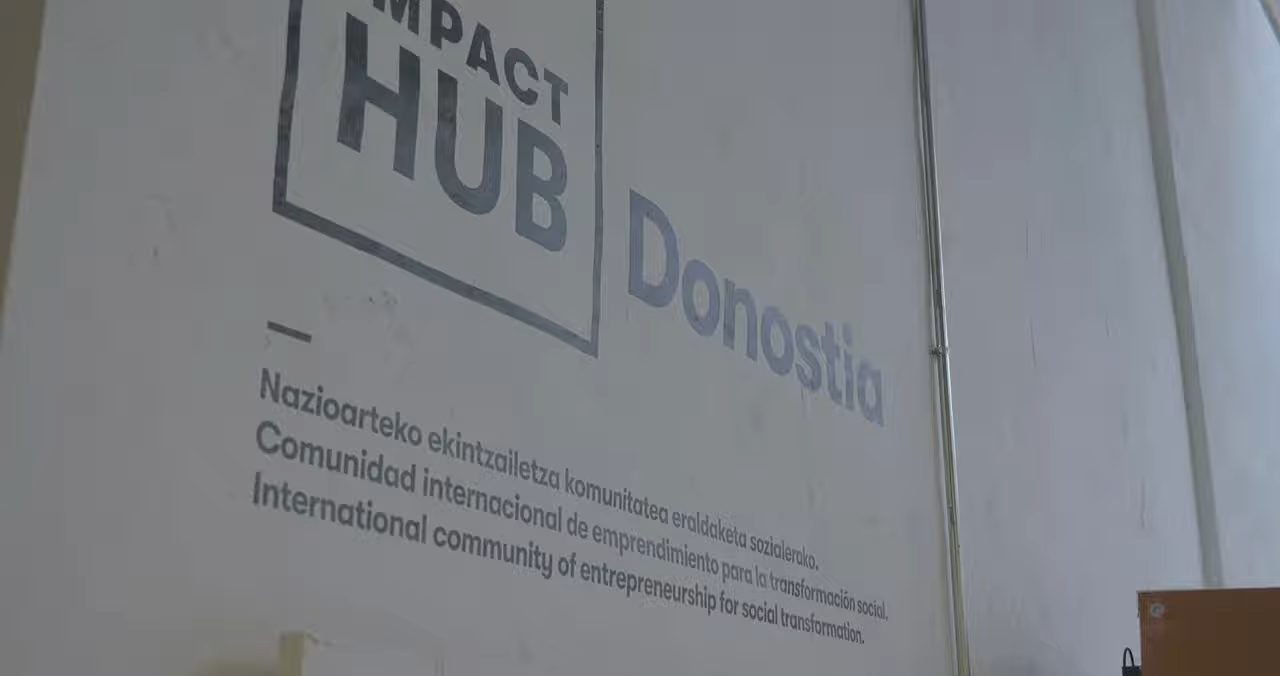 IMPACT
HUB
Donostia
Nazioarteko ekintzailetza komunitatea eraldaketa sozialerako.
Comunidad internacional de emprendimiento para la transformación social.
International community of entrepreneurship for social transformation.